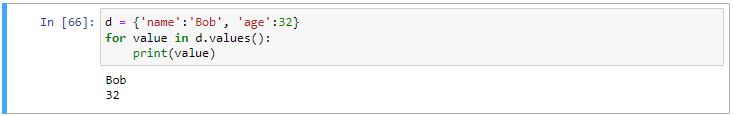 In [66]: d = {'name':'Bob', 'age':32}
for value in d.values():
    print(value)
Bob
32